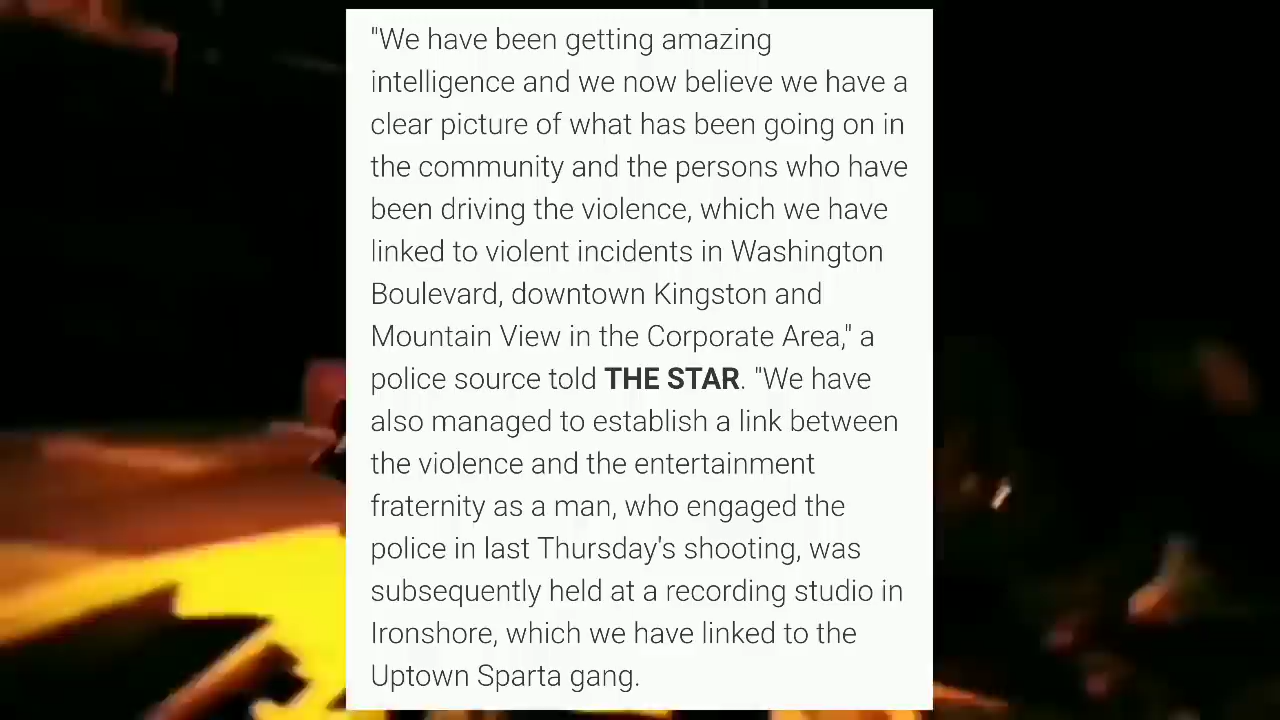 "We have been getting amazing
intelligence and we now believe we have a
clear picture of what has been going on in
the community and the persons who have
been driving the violence, which we have
linked to violent incidents in Washington
Boulevard, downtown Kingston and
Mountain View in the Corporate Area," a
police source told THE STAR. "We have
also managed to establish a link between
the violence and the entertainment
fraternity as a man, who engaged the
police in last Thursday's shooting, was
subsequently held at a recording studio in
Ironshore, which we have linked to the
Uptown Sparta gang.